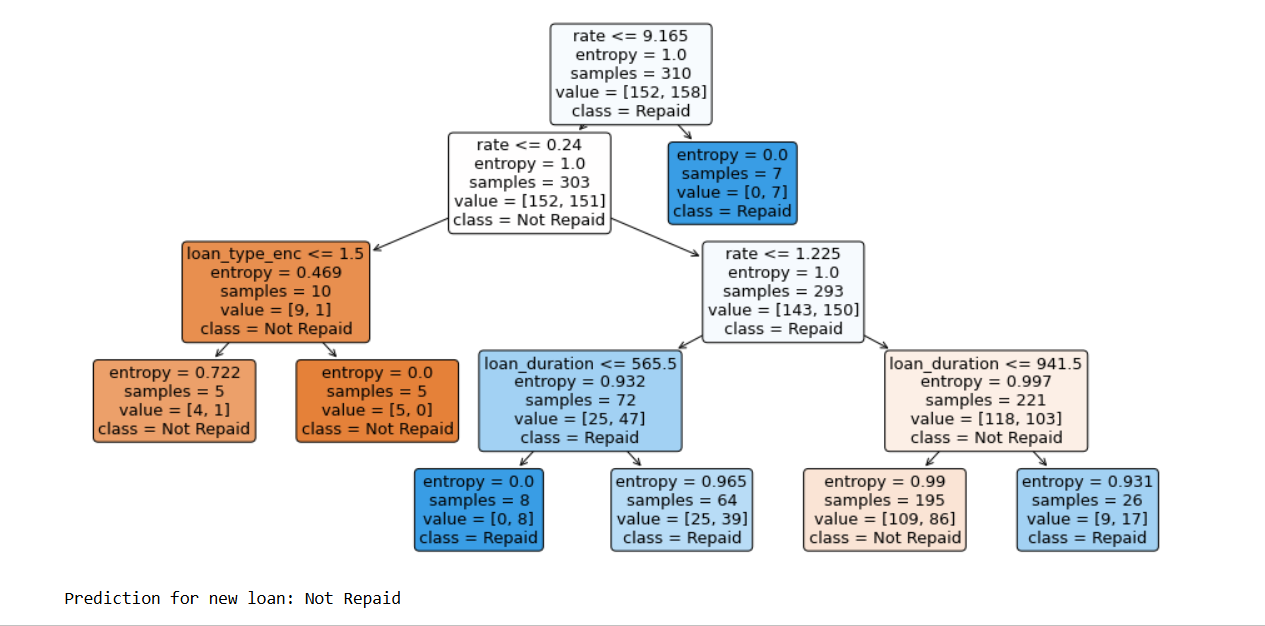 rate <= 9.165
entropy = 1.0
samples = 310
value = [152, 158]
class = Repaid
rate <= 0.24
entropy = 1.0
samples = 303
value = [152, 151]
class = Not Repaid
entropy = 0.0
samples = 7
value = [0, 7]
class = Repaid
loan_type_enc <= 1.5
entropy = 0.469
samples = 10
value = [9, 1]
class = Not Repaid
rate <= 1.225
entropy = 1.0
samples = 293
value = [143, 150]
class = Repaid
entropy = 0.722
samples = 5
value = [4, 1]
class = Not Repaid
entropy = 0.0
samples = 5
value = [5, 0]
class = Not Repaid
loan_duration <= 565.5
entropy = 0.932
samples = 72
value = [25, 47]
class = Repaid
loan_duration <= 941.5
entropy = 0.997
samples = 221
value = [118, 103]
class = Not Repaid
entropy = 0.0
samples = 8
value = [0, 8]
class = Repaid
entropy = 0.965
samples = 64
value = [25, 39]
class = Repaid
entropy = 0.99
samples = 195
value = [109, 86]
class = Not Repaid
entropy = 0.931
samples = 26
value = [9, 17]
class = Repaid
Prediction for new loan: Not Repaid